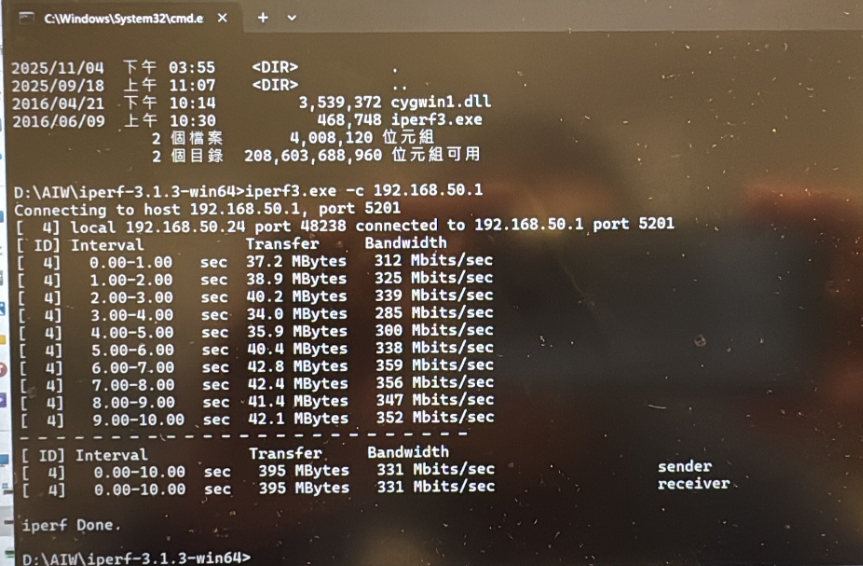 C:\Windows\System32\cmd.e
2025/11/04 下午 03:55 <DIR> .
2025/09/18 上午 11:07 <DIR> ..
2016/04/21 下午 10:14 3,539,372 cygwin1.dll
2016/06/09 上午 10:30 468,748 iperf3.exe
2 個檔案 4,008,120 位元組
2 個目錄 208,603,688,960 位元組可用
D:\AIW\iperf-3.1.3-win64>iperf3.exe -c 192.168.50.1
Connecting to host 192.168.50.1, port 5201
[ 4] local 192.168.50.24 port 48238 connected to 192.168.50.1 port 5201
[ ID] Interval Transfer Bandwidth
[ 4] 0.00-1.00 sec 37.2 MBytes 312 Mbits/sec
[ 4] 1.00-2.00 sec 38.9 MBytes 325 Mbits/sec
[ 4] 2.00-3.00 sec 40.2 MBytes 339 Mbits/sec
[ 4] 3.00-4.00 sec 34.0 MBytes 285 Mbits/sec
[ 4] 4.00-5.00 sec 35.9 MBytes 300 Mbits/sec
[ 4] 5.00-6.00 sec 40.4 MBytes 338 Mbits/sec
[ 4] 6.00-7.00 sec 42.8 MBytes 359 Mbits/sec
[ 4] 7.00-8.00 sec 42.4 MBytes 356 Mbits/sec
[ 4] 8.00-9.00 sec 41.4 MBytes 347 Mbits/sec
[ 4] 9.00-10.00 sec 42.1 MBytes 352 Mbits/sec
- - - - - - - - - - - - - - - - - - - - - - - - -
[ ID] Interval Transfer Bandwidth
[ 4] 0.00-10.00 sec 395 MBytes 331 Mbits/sec sender
[ 4] 0.00-10.00 sec 395 MBytes 331 Mbits/sec receiver
iperf Done.
D:\AIW\iperf-3.1.3-win64>